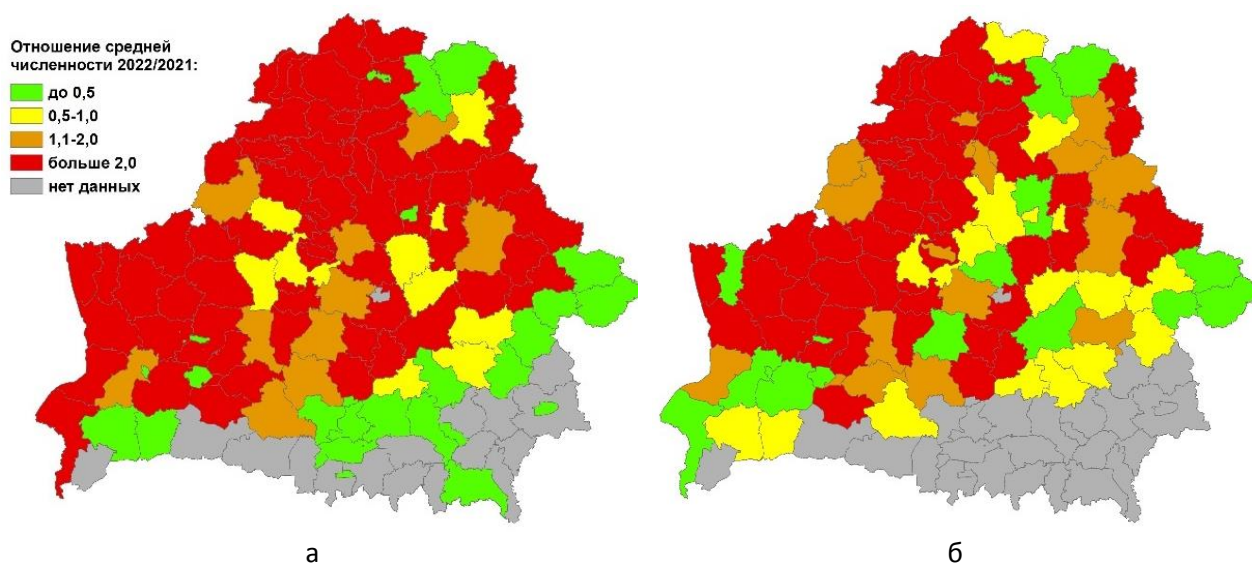 Отношение средней
численности 2022/2021:
до 0,5
0,5-1,0
1,1-2,0
больше 2,0
нет данных
а
б